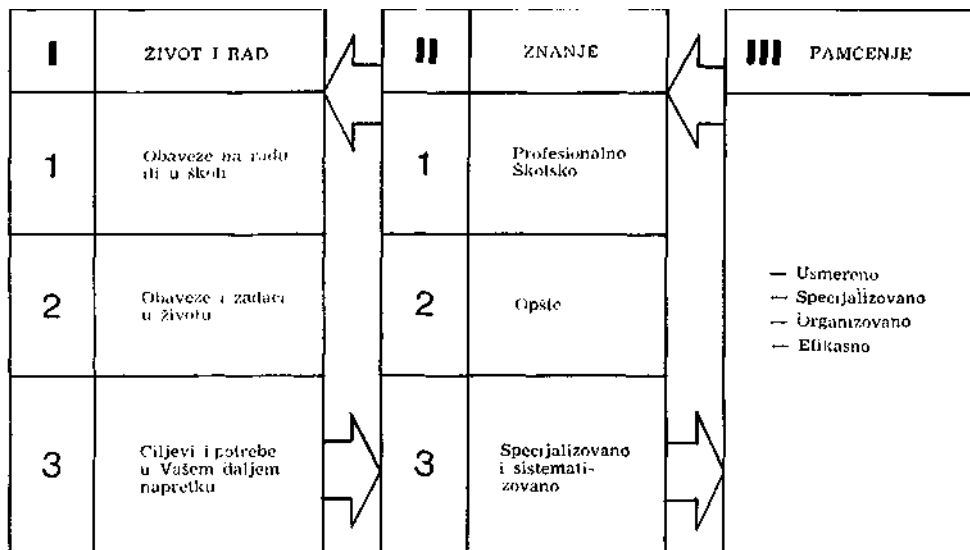 I ŽIVOT I RAD
1 Obaveze na radu
ili u školi
2 Obaveze i zadaci
u životu
3 Ciljevi i potrebe
u Vašem daljem
napretku
II ZNANJE
1 Profesionalno
Školsko
2 Opšte
3 Specijalizovano
i sistemati-
zovano
III PAMĆENJE
— Usmereno
— Specijalizovano
— Organizovano
— Efikasno